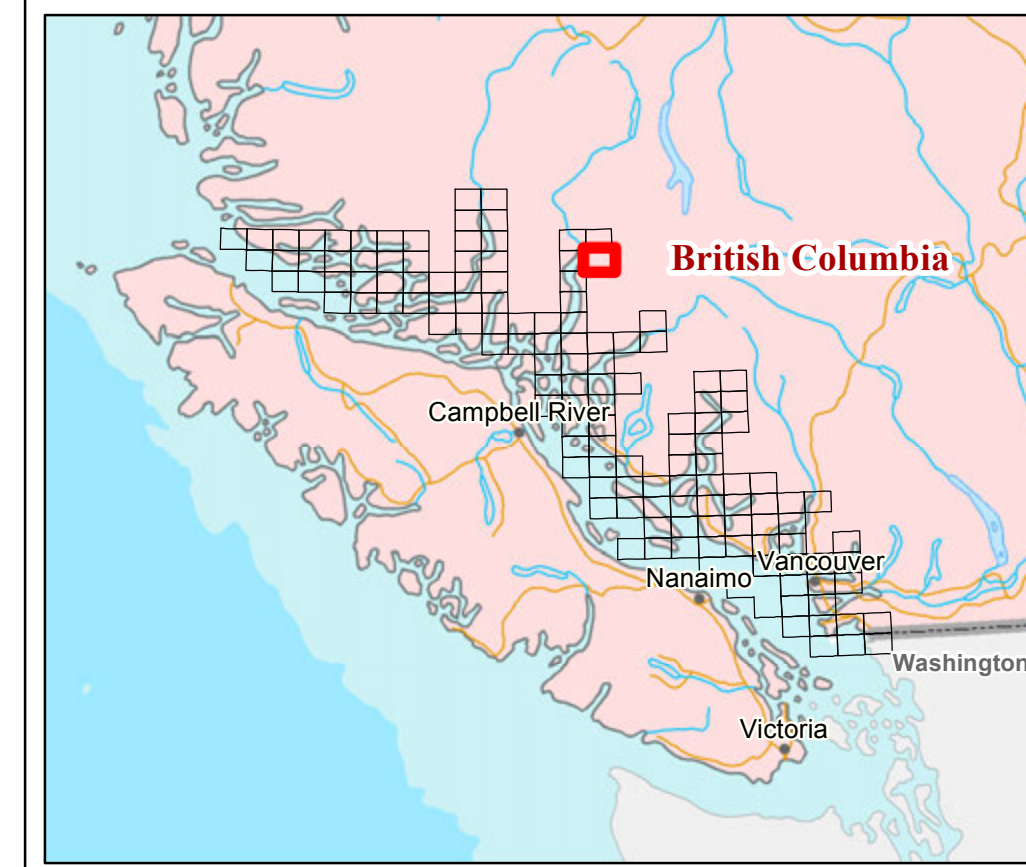 British Columbia
Campbell River
Vancouver
Nanaimo
Washington
Victoria